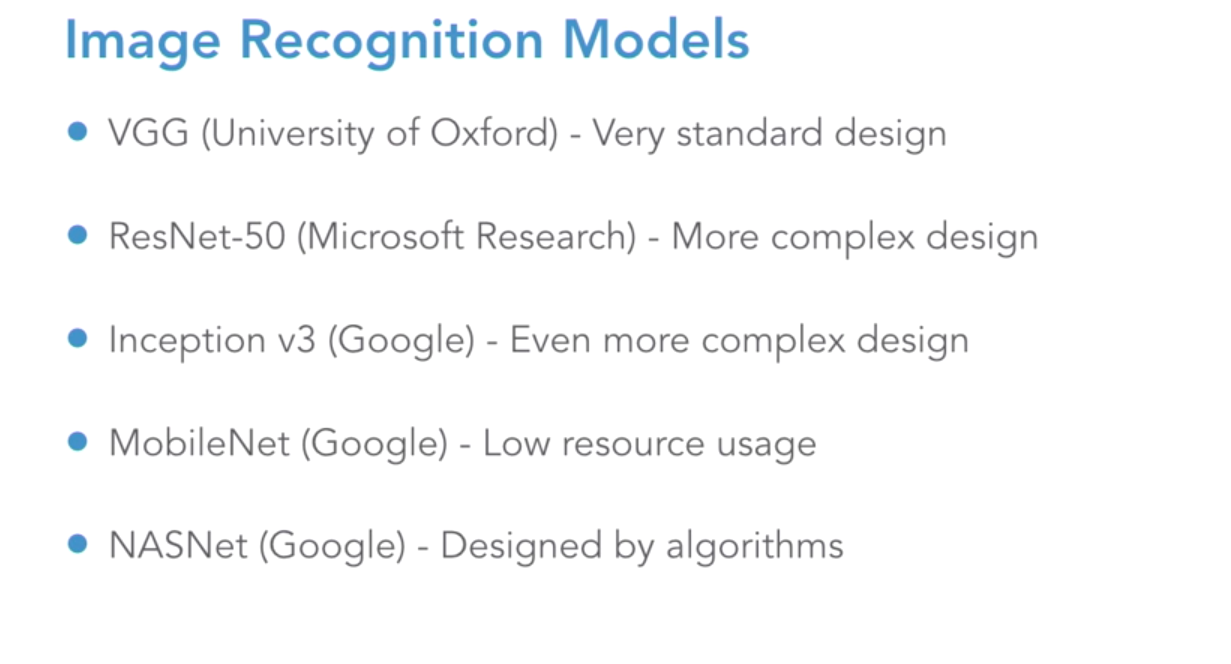 Image Recognition Models
• VGG (University of Oxford) - Very standard design
• ResNet-50 (Microsoft Research) - More complex design
• Inception v3 (Google) - Even more complex design
• MobileNet (Google) - Low resource usage
• NASNet (Google) - Designed by algorithms